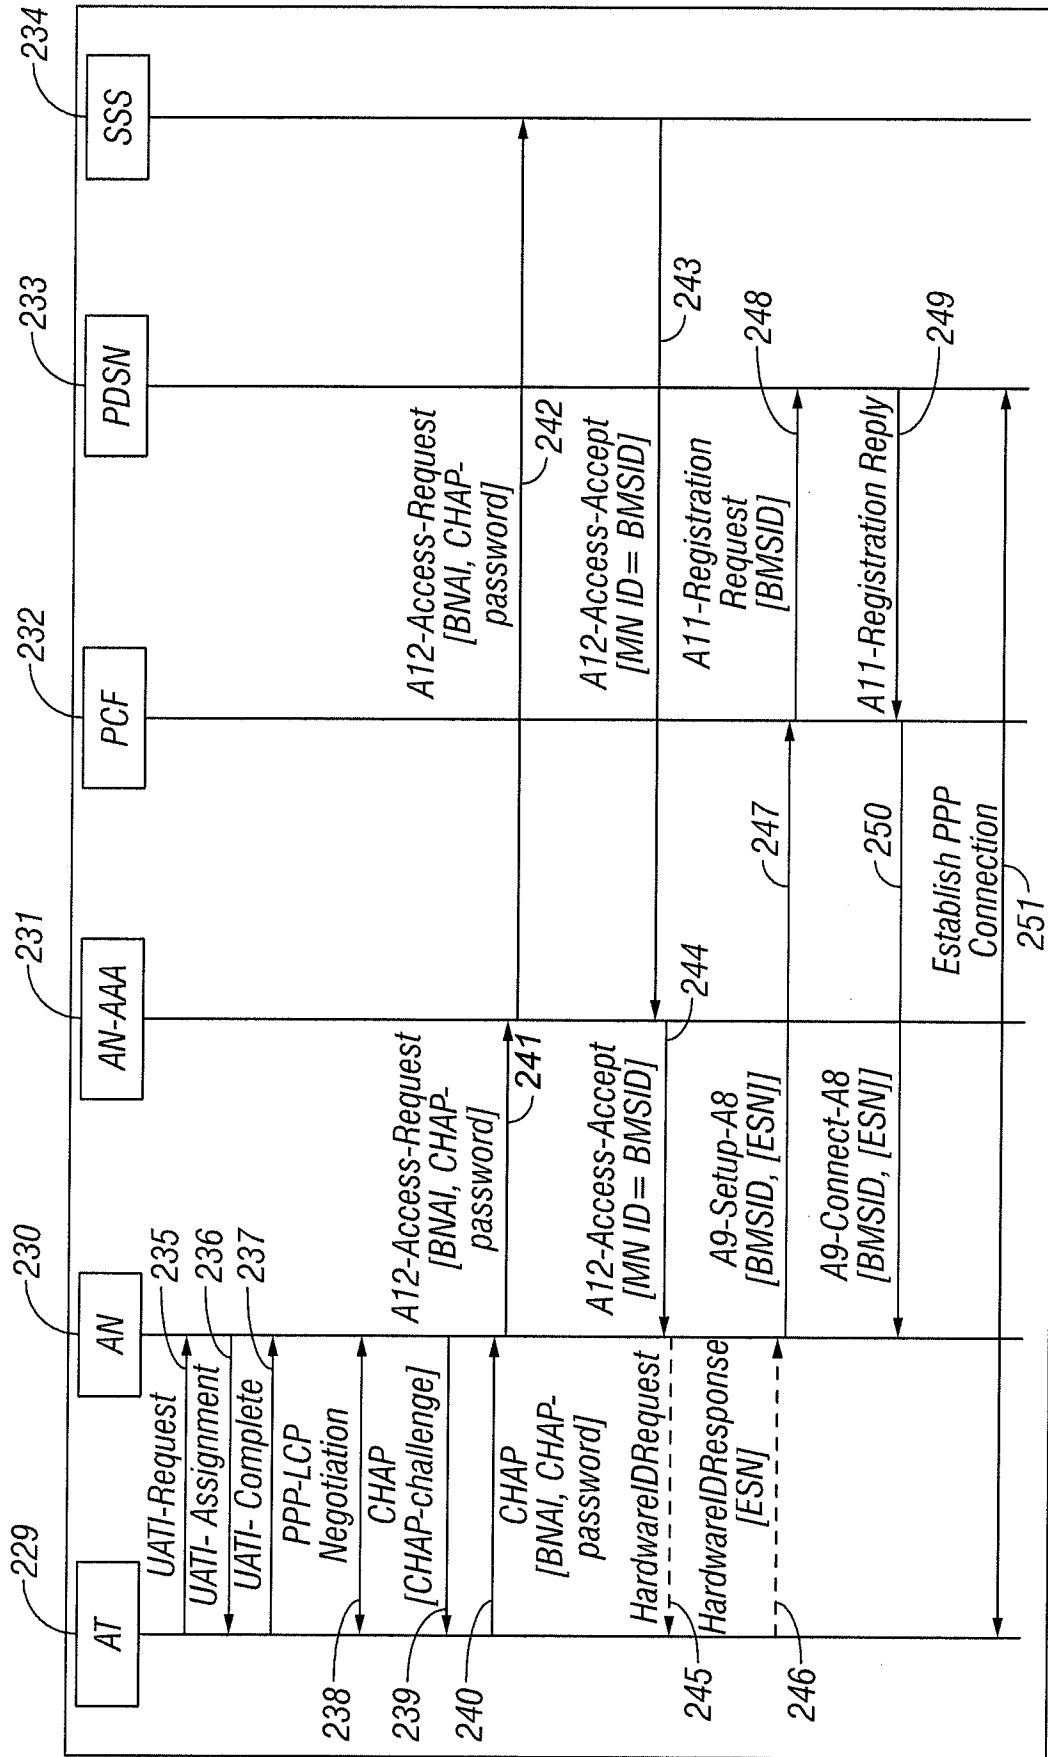 229
230
231
232
233
234
AT
AN
AN-AAA
PCF
PDSN
SSS
UATI-Request
235
UATI- Assignment
236
UATI- Complete
237
PPP-LCP
Negotiation
238
CHAP
[CHAP-challenge]
239
CHAP
[BNAI, CHAP-
password]
240
A12-Access-Request
[BNAI, CHAP-
password]
241
A12-Access-Request
[BNAI, CHAP-
password]
242
A12-Access-Accept
[MN ID = BMSID]
243
A12-Access-Accept
[MN ID = BMSID]
244
HardwareIDRequest
245
HardwareIDResponse
[ESN]
246
A9-Setup-A8
[BMSID, [ESN]]
247
A11-Registration
Request
[BMSID]
248
A11-Registration Reply
249
A9-Connect-A8
[BMSID, [ESN]]
250
Establish PPP
Connection
251